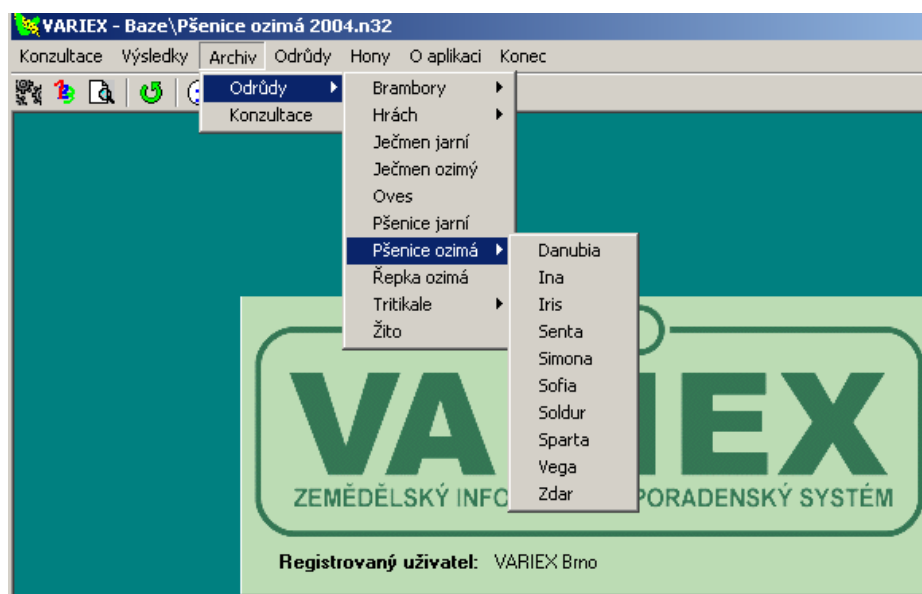 VARIEX - Baze\Pšenice ozimá 2004.n32
Konzultace Výsledky Archiv Odrůdy Hony O aplikaci Konec
Odrůdy
Konzultace
Brambory
Hrách
Ječmen jarní
Ječmen ozimý
Oves
Pšenice jarní
Pšenice ozimá
Řepka ozimá
Tritikale
Žito
Danubia
Ina
Iris
Senta
Simona
Sofia
Soldur
Sparta
Vega
Zdar
VA EX
ZEMĚDĚLSKÝ INFO PORADENSKÝ SYSTÉM
Registrovaný uživatel: VARIEX Brno